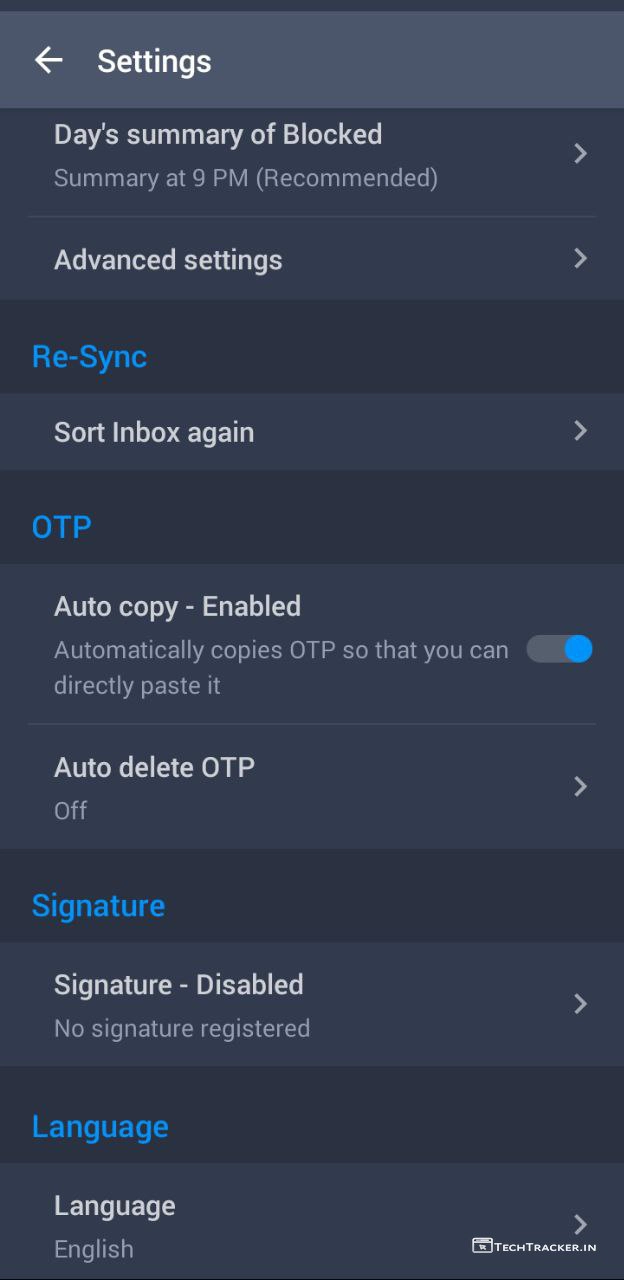 Settings
Day's summary of Blocked
Summary at 9 PM (Recommended)
Advanced settings
Re-Sync
Sort Inbox again
OTP
Auto copy - Enabled
Automatically copies OTP so that you can
directly paste it
Auto delete OTP
Off
Signature
Signature - Disabled
No signature registered
Language
Language
English
TECHTRACKER.IN